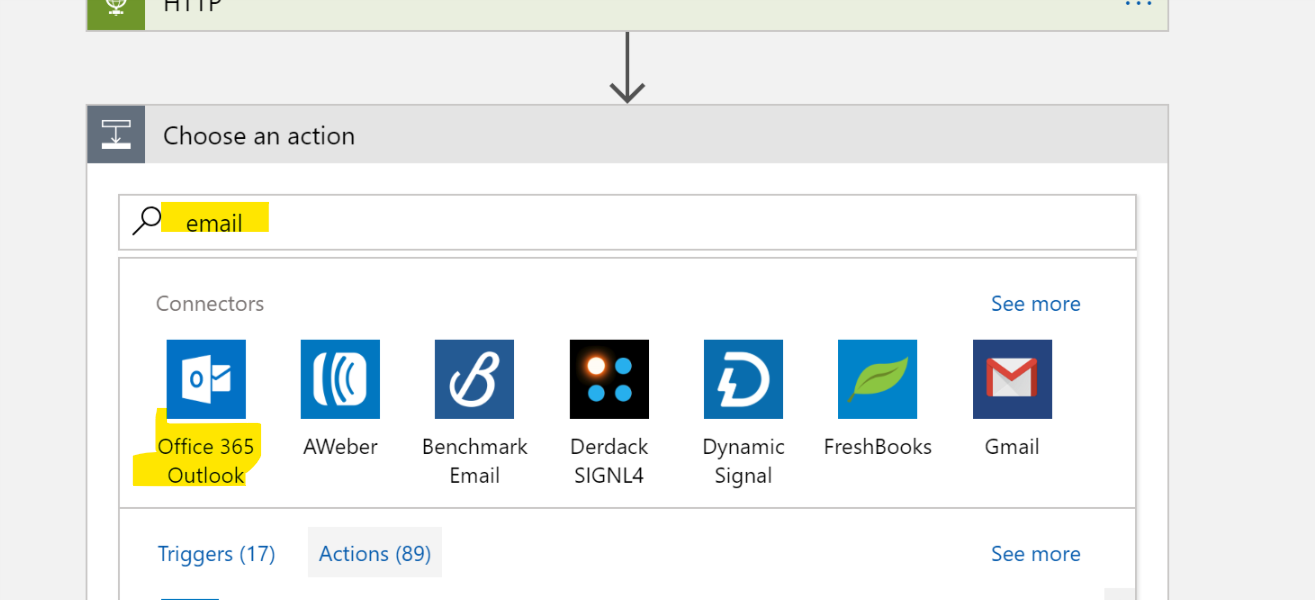 HTTP
Choose an action
email
Connectors
See more
Office 365
Outlook
AWeber
Benchmark
Email
Derdack
SIGNL4
Dynamic
Signal
FreshBooks
Gmail
Triggers (17)
Actions (89)
See more